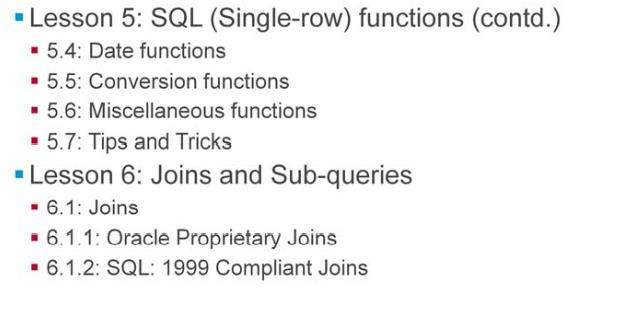 Lesson 5: SQL (Single-row) functions (contd.)
5.4: Date functions
5.5: Conversion functions
5.6: Miscellaneous functions
5.7: Tips and Tricks
Lesson 6: Joins and Sub-queries
6.1: Joins
6.1.1: Oracle Proprietary Joins
6.1.2: SQL: 1999 Compliant Joins